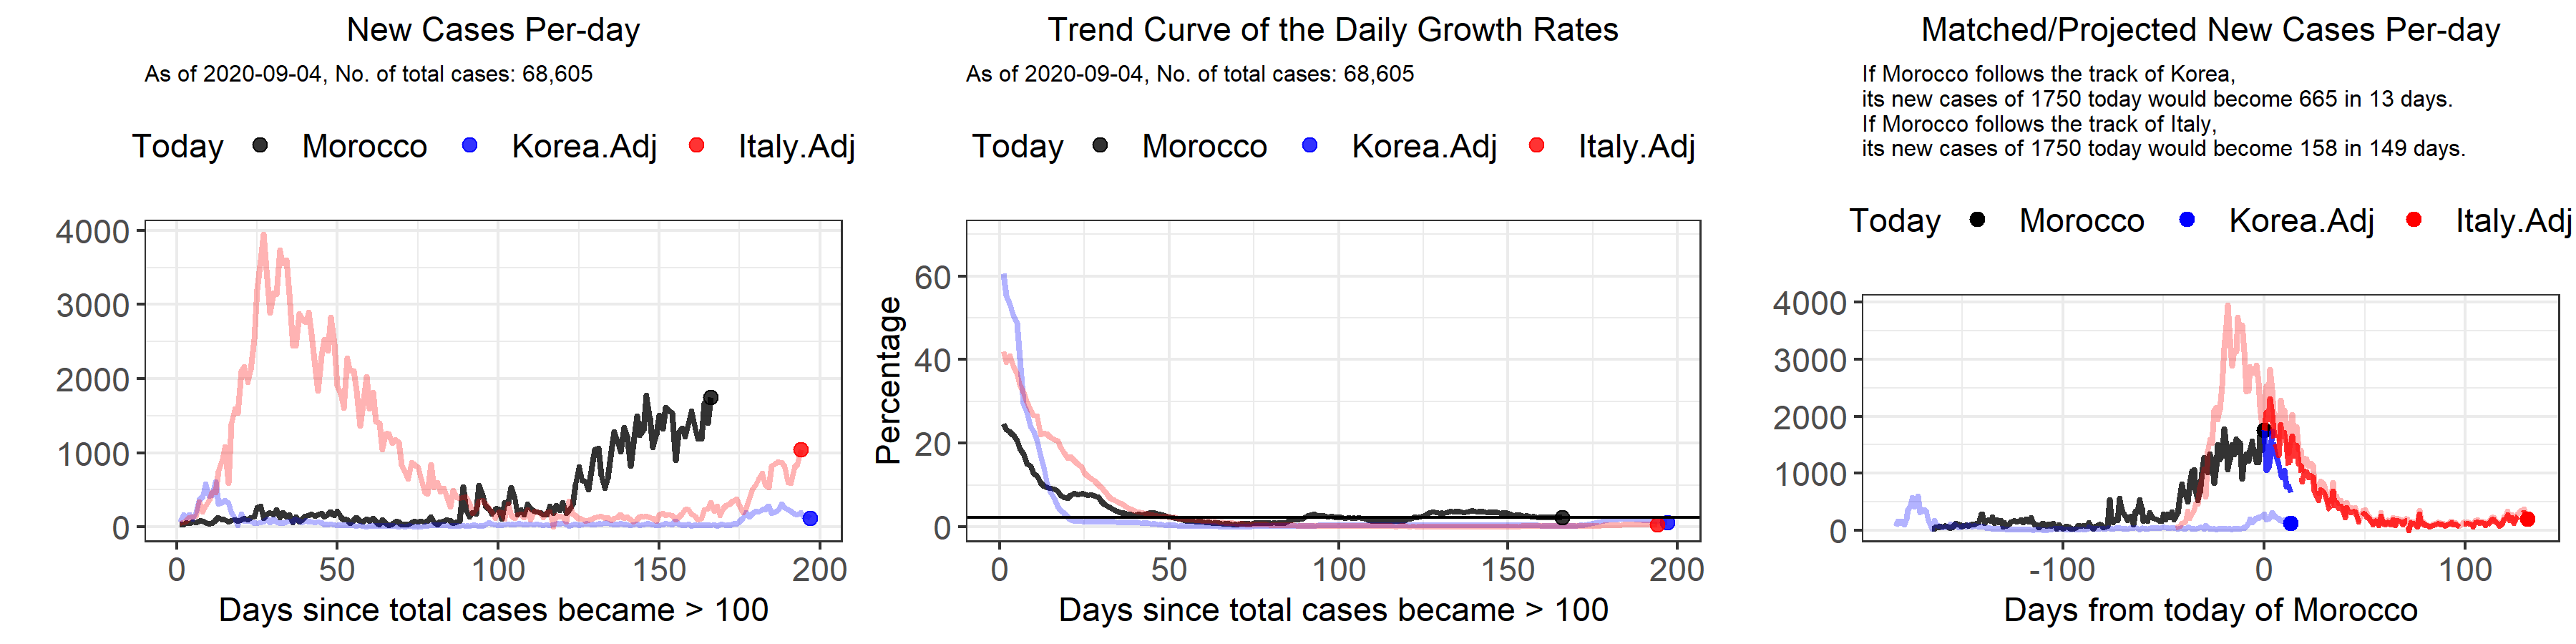 New Cases Per-day
As of 2020-09-04, No. of total cases: 68,605
Today Morocco Korea.Adj Italy.Adj
4000
3000
2000
1000
0
0 50 100 150 200
Days since total cases became > 100
Trend Curve of the Daily Growth Rates
As of 2020-09-04, No. of total cases: 68,605
Today Morocco Korea.Adj Italy.Adj
Percentage
60
40
20
0
0 50 100 150 200
Days since total cases became > 100
Matched/Projected New Cases Per-day
If Morocco follows the track of Korea,
its new cases of 1750 today would become 665 in 13 days.
If Morocco follows the track of Italy,
its new cases of 1750 today would become 158 in 149 days.
Today Morocco Korea.Adj Italy.Adj
4000
3000
2000
1000
0
-100 0 100
Days from today of Morocco